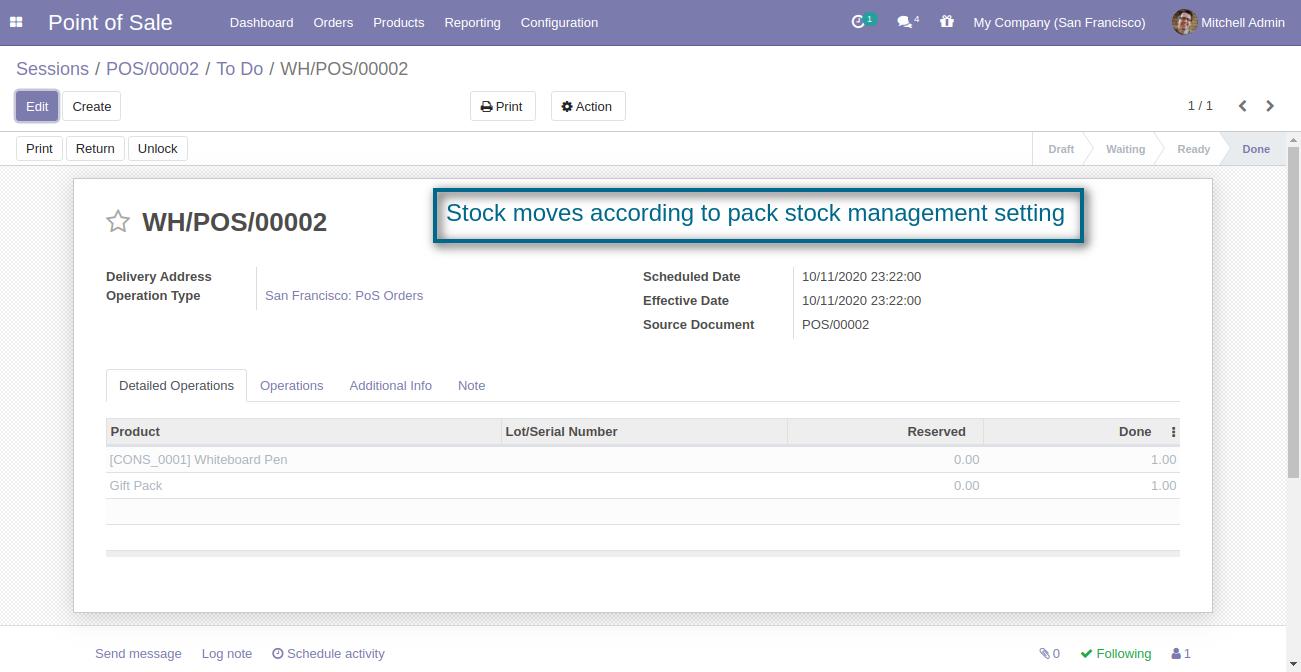 Point of Sale Dashboard Orders Products Reporting Configuration 1 4 My Company (San Francisco) Mitchell Admin
Sessions / POS/00002 / To Do / WH/POS/00002
Edit Create Print Action 1 / 1
Print Return Unlock Draft Waiting Ready Done
Stock moves according to pack stock management setting
WH/POS/00002
Delivery Address Scheduled Date 10/11/2020 23:22:00
Operation Type San Francisco: PoS Orders
Effective Date 10/11/2020 23:22:00
Source Document POS/00002
Detailed Operations Operations Additional Info Note
Product Lot/Serial Number Reserved Done
[CONS_0001] Whiteboard Pen 0.00 1.00
Gift Pack 0.00 1.00
Send message Log note Schedule activity 0 Following 1